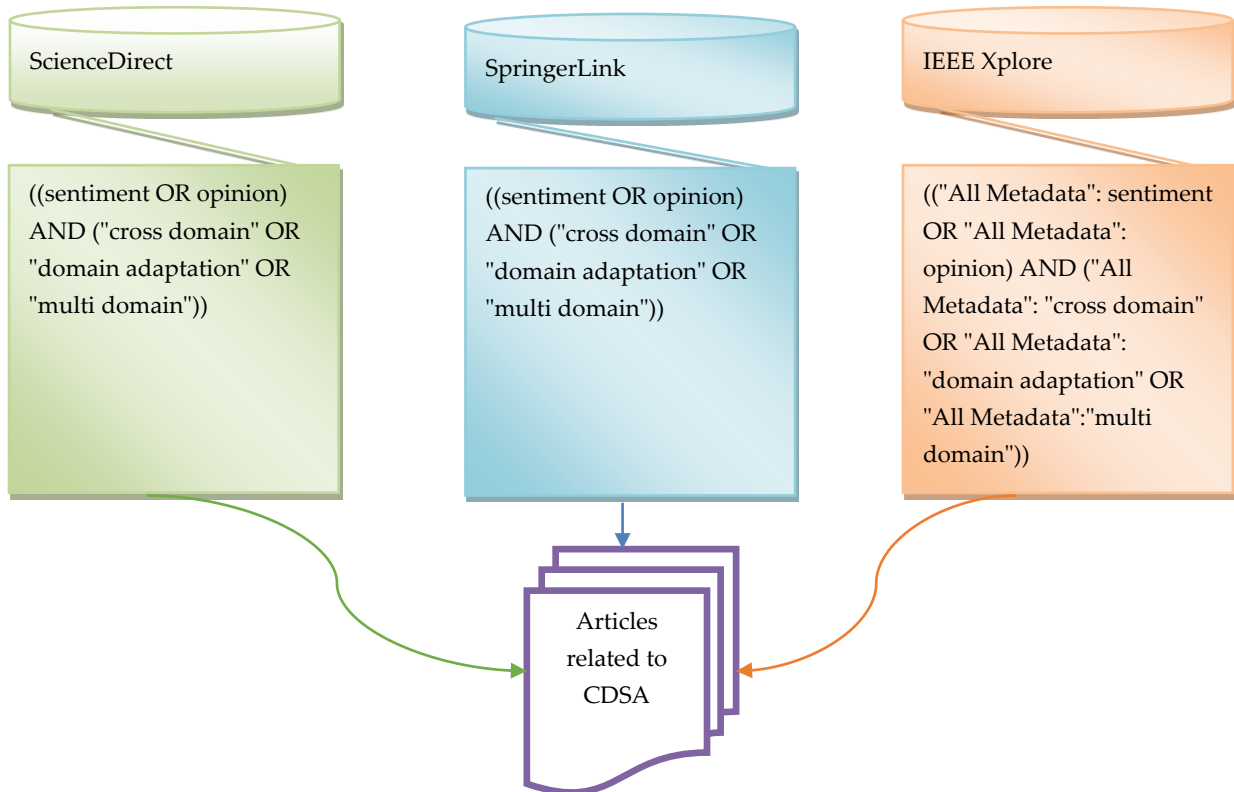 ScienceDirect
SpringerLink
IEEE Xplore
((sentiment OR opinion)
AND ("cross domain" OR
"domain adaptation" OR
"multi domain"))
((sentiment OR opinion)
AND ("cross domain" OR
"domain adaptation" OR
"multi domain"))
(("All Metadata": sentiment
OR "All Metadata":
opinion) AND ("All
Metadata": "cross domain"
OR "All Metadata":
"domain adaptation" OR
"All Metadata":"multi
domain"))
Articles
related to
CDSA